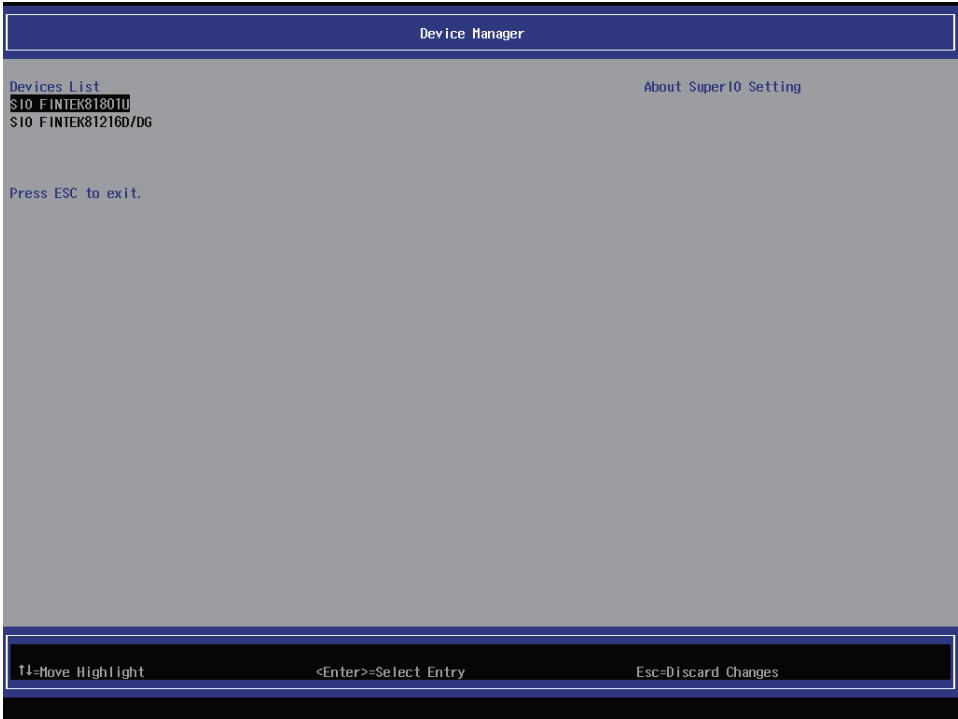 Device Manager
Devices List
About SuperIO Setting
SIO FINTEK81801U
SIO FINTEK81216D/DG
Press ESC to exit.
↑↓=Move Highlight
<Enter>=Select Entry
Esc=Discard Changes